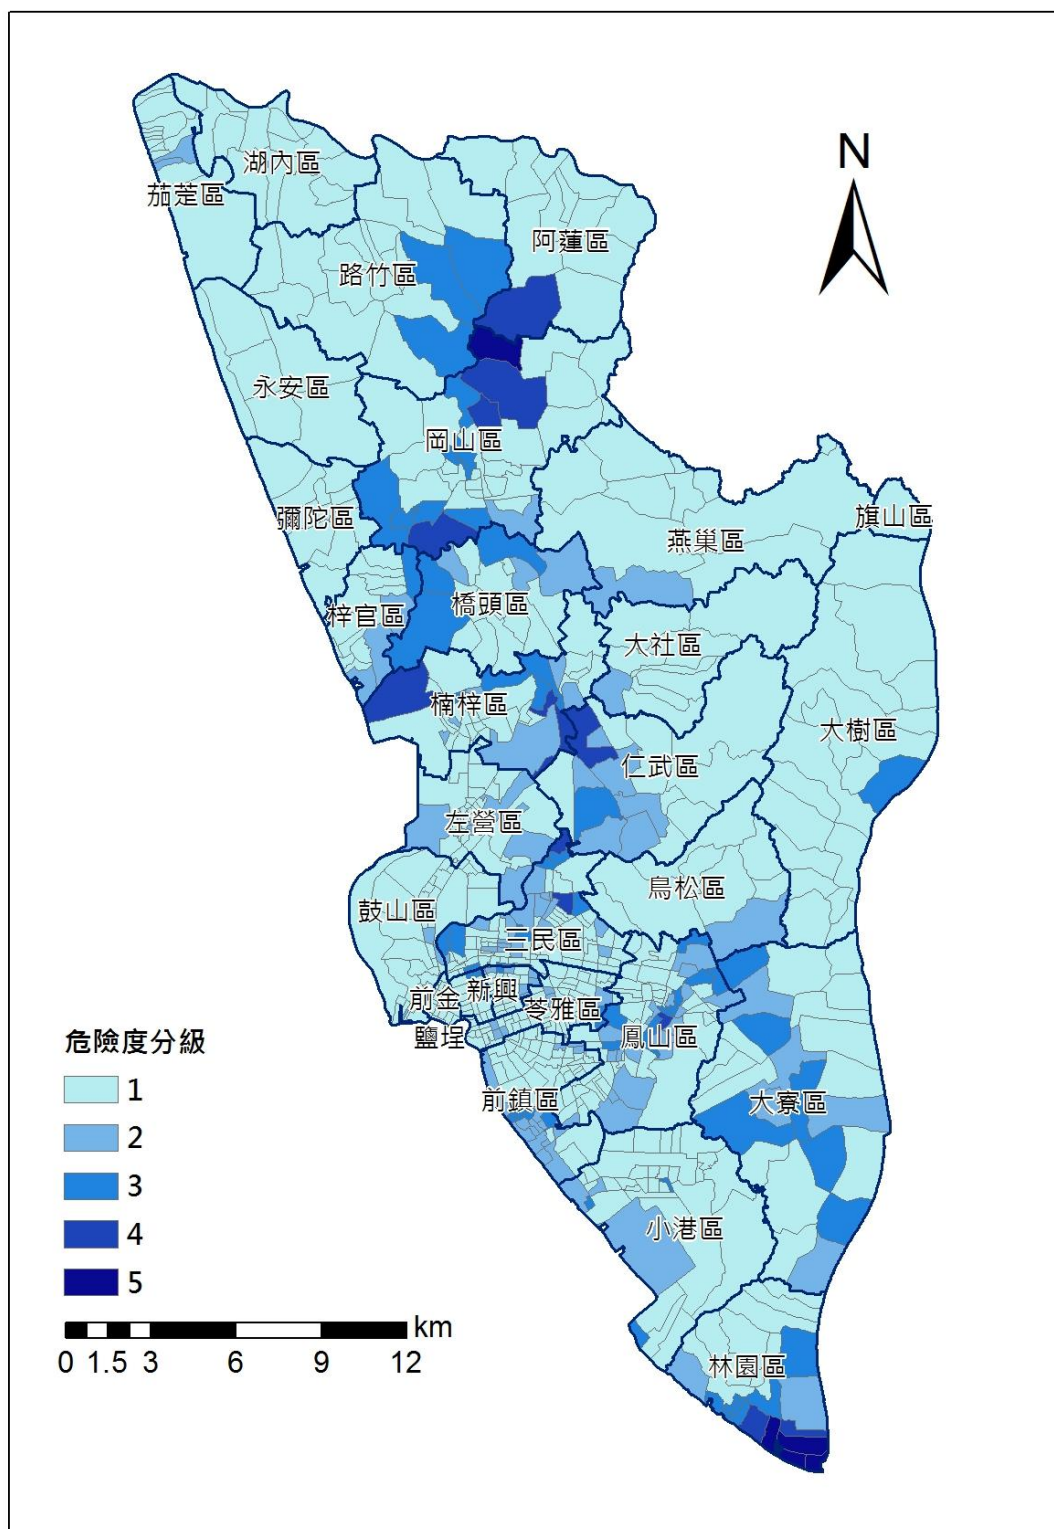 N
湖內區
茄萣區
阿蓮區
路竹區
永安區
岡山區
彌陀區
旗山區
燕巢區
橋頭區
梓官區
大社區
楠梓區
大樹區
仁武區
左營區
鳥松區
鼓山區
三民區
前金
新興
苓雅區
鹽埕
鳳山區
前鎮區
大寮區
小港區
林園區
危險度分級
1
2
3
4
5
km
0 1.5 3 6 9 12